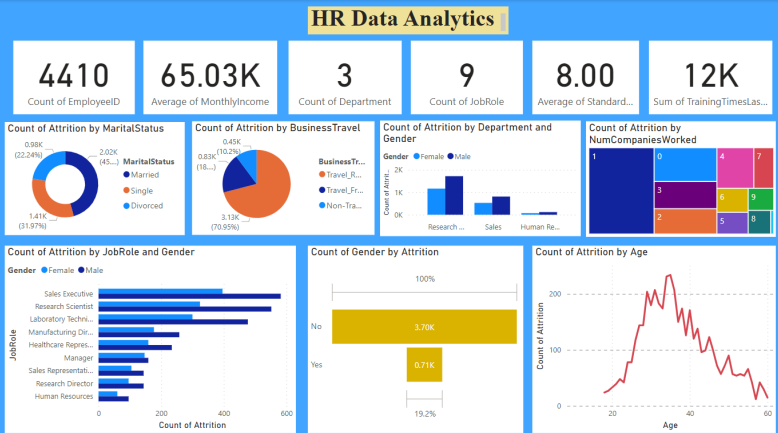 HR Data Analytics
4410
Count of EmployeeID
65.03K
Average of MonthlyIncome
3
Count of Department
9
Count of JobRole
8.00
Average of Standard...
12K
Sum of TrainingTimesLas...
Count of Attrition by MaritalStatus
0.98K
(22.24%)
2.02K
(45....)
1.41K
(31.97%)
MaritalStatus
Married
Single
Divorced
Count of Attrition by BusinessTravel
0.45K
(10.2%)
0.83K
(18....)
3.13K
(70.95%)
BusinessTr...
Travel_R...
Travel_Fr...
Non-Tra...
Count of Attrition by Department and
Gender
Gender Female Male
Count of Attrit...
2K
1K
0K
Research ...
Sales
Human Re...
Count of Attrition by
NumCompaniesWorked
1
0
4
7
3
6
9
2
5
8
Count of Attrition by JobRole and Gender
Gender Female Male
JobRole
Sales Executive
Research Scientist
Laboratory Techni...
Manufacturing Dir...
Healthcare Repres...
Manager
Sales Representati...
Research Director
Human Resources
0
200
400
600
Count of Attrition
Count of Gender by Attrition
100%
No
3.70K
Yes
0.71K
19.2%
Count of Attrition by Age
Count of Attrition
200
100
0
20
40
60
Age